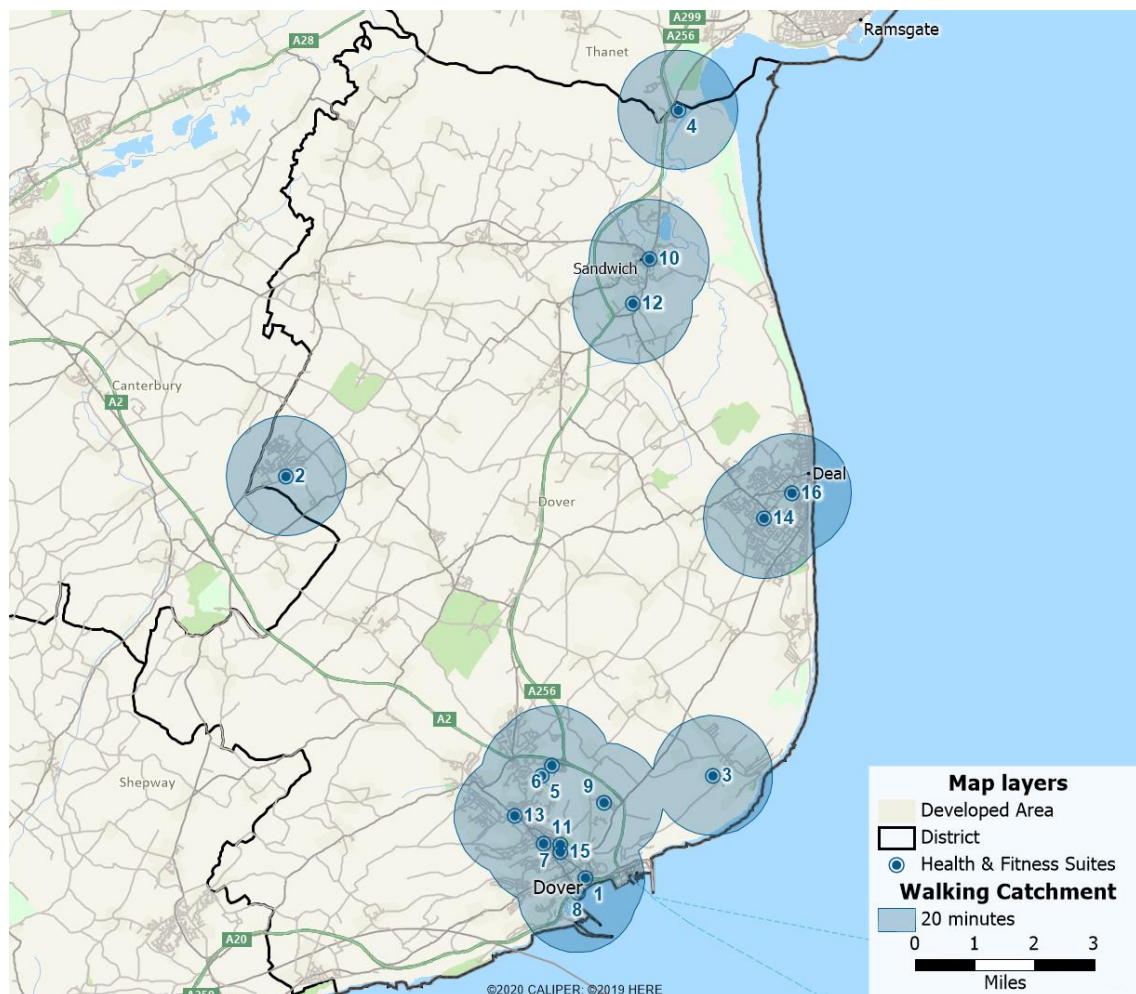 A299
A256
Ramsgate
A28
Thanet
4
10
Sandwich
12
Canterbury
A2
2
Deal
16
Dover
14
A256
A2
Shepway
3
6
5
9
13
11
7
15
Dover
1
8
A20
A259
Map layers
Developed Area
District
Health & Fitness Suites
Walking Catchment
20 minutes
0 1 2 3
Miles
©2020 CALIPER; ©2019 HERE